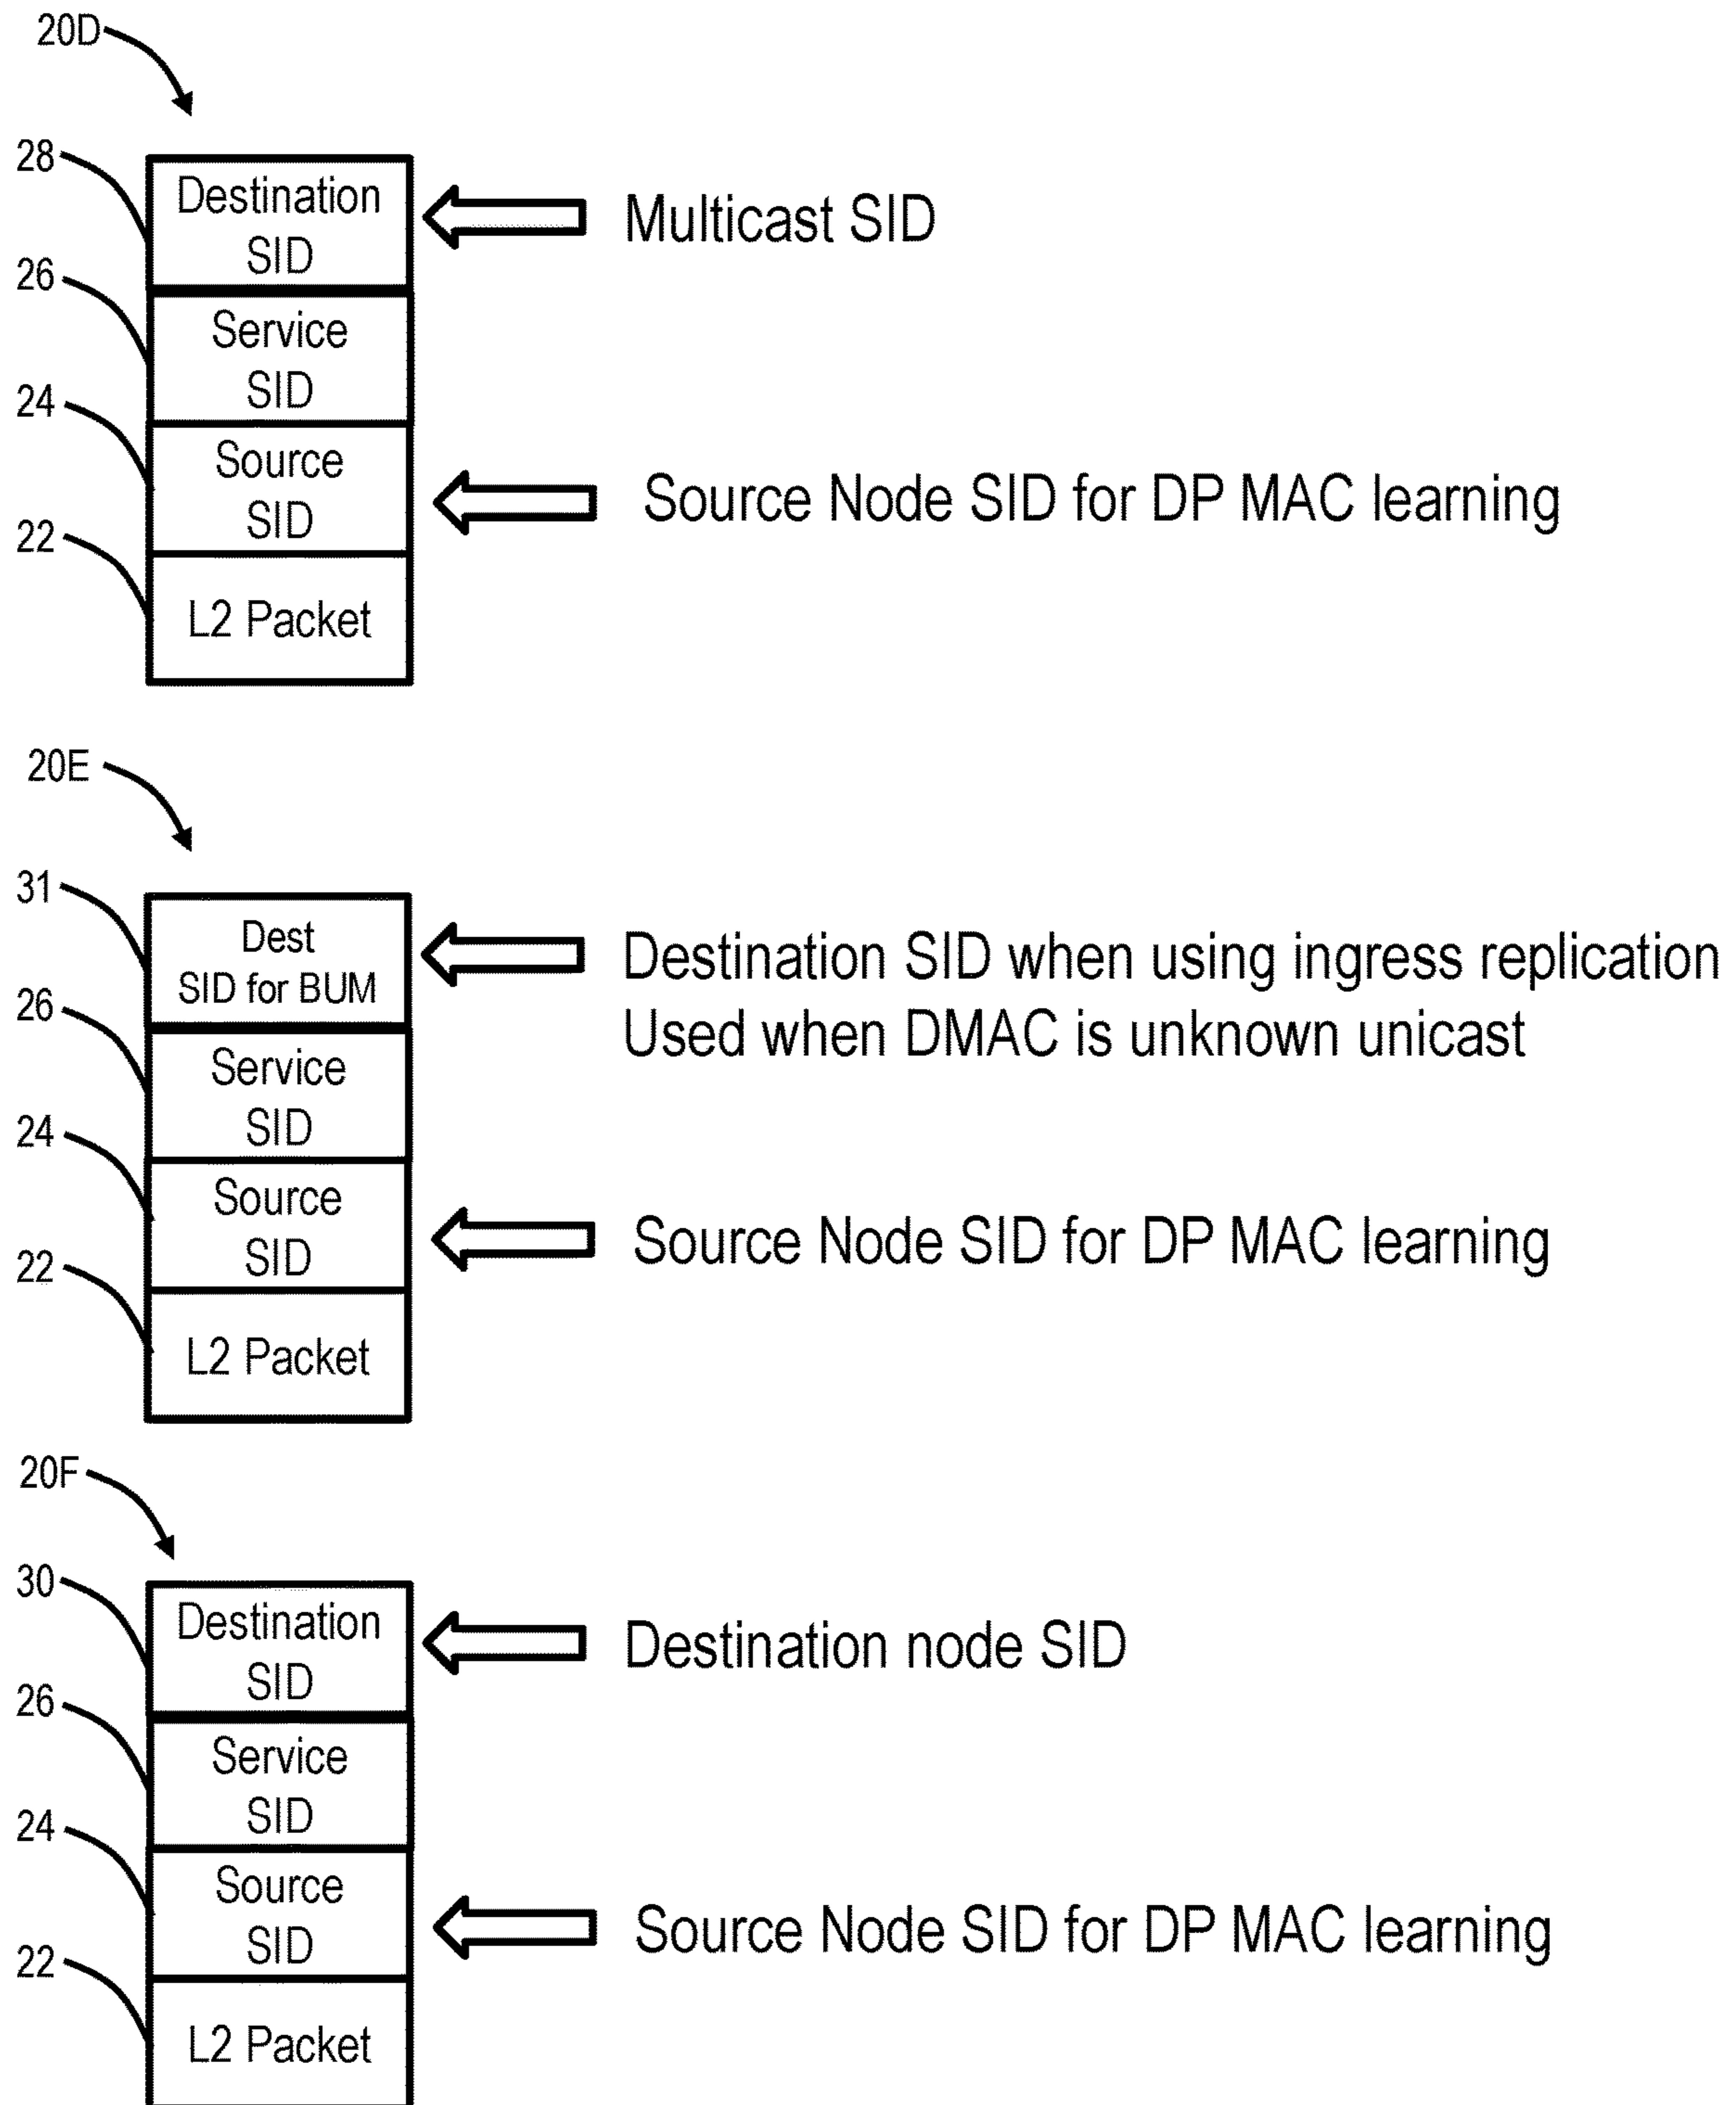 20D
28
Destination
SID
Multicast SID
26
Service
SID
24
Source
SID
Source Node SID for DP MAC learning
22
L2 Packet
20E
31
Dest
SID for BUM
Destination SID when using ingress replication
Used when DMAC is unknown unicast
26
Service
SID
24
Source
SID
Source Node SID for DP MAC learning
22
L2 Packet
20F
30
Destination
SID
Destination node SID
26
Service
SID
24
Source
SID
Source Node SID for DP MAC learning
22
L2 Packet